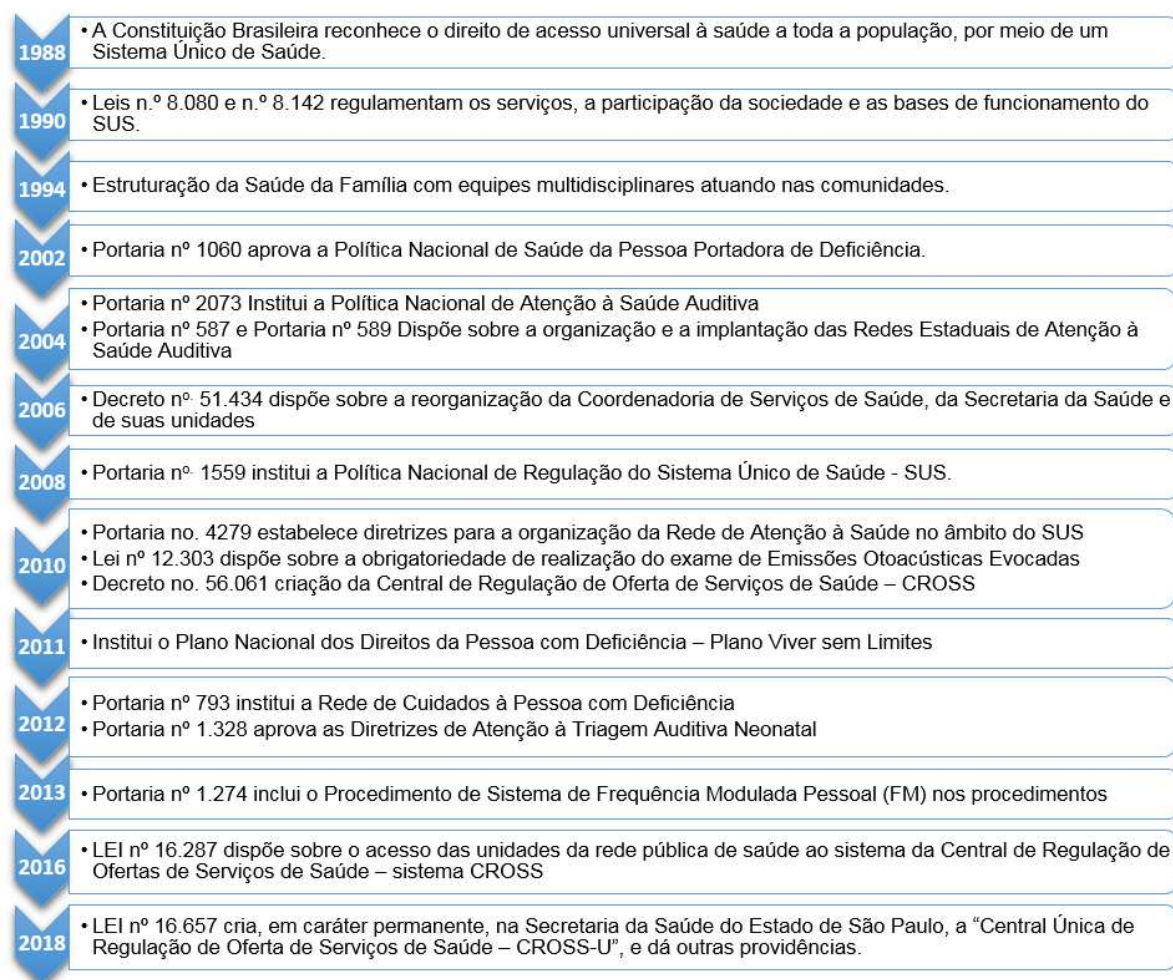 1988
• A Constituição Brasileira reconhece o direito de acesso universal à saúde a toda a população, por meio de um
Sistema Único de Saúde.
1990
• Leis n.º 8.080 e n.º 8.142 regulamentam os serviços, a participação da sociedade e as bases de funcionamento do
SUS.
1994
• Estruturação da Saúde da Família com equipes multidisciplinares atuando nas comunidades.
2002
• Portaria nº 1060 aprova a Política Nacional de Saúde da Pessoa Portadora de Deficiência.
2004
• Portaria nº 2073 Institui a Política Nacional de Atenção à Saúde Auditiva
• Portaria nº 587 e Portaria nº 589 Dispõe sobre a organização e a implantação das Redes Estaduais de Atenção à
Saúde Auditiva
2006
• Decreto nº. 51.434 dispõe sobre a reorganização da Coordenadoria de Serviços de Saúde, da Secretaria da Saúde e
de suas unidades
2008
• Portaria nº. 1559 institui a Política Nacional de Regulação do Sistema Único de Saúde - SUS.
2010
• Portaria no. 4279 estabelece diretrizes para a organização da Rede de Atenção à Saúde no âmbito do SUS
• Lei nº 12.303 dispõe sobre a obrigatoriedade de realização do exame de Emissões Otoacústicas Evocadas
• Decreto no. 56.061 criação da Central de Regulação de Oferta de Serviços de Saúde – CROSS
2011
• Institui o Plano Nacional dos Direitos da Pessoa com Deficiência – Plano Viver sem Limites
2012
• Portaria nº 793 institui a Rede de Cuidados à Pessoa com Deficiência
• Portaria nº 1.328 aprova as Diretrizes de Atenção à Triagem Auditiva Neonatal
2013
• Portaria nº 1.274 inclui o Procedimento de Sistema de Frequência Modulada Pessoal (FM) nos procedimentos
2016
• LEI nº 16.287 dispõe sobre o acesso das unidades da rede pública de saúde ao sistema da Central de Regulação de
Ofertas de Serviços de Saúde – sistema CROSS
2018
• LEI nº 16.657 cria, em caráter permanente, na Secretaria da Saúde do Estado de São Paulo, a “Central Única de
Regulação de Oferta de Serviços de Saúde – CROSS-U”, e dá outras providências.